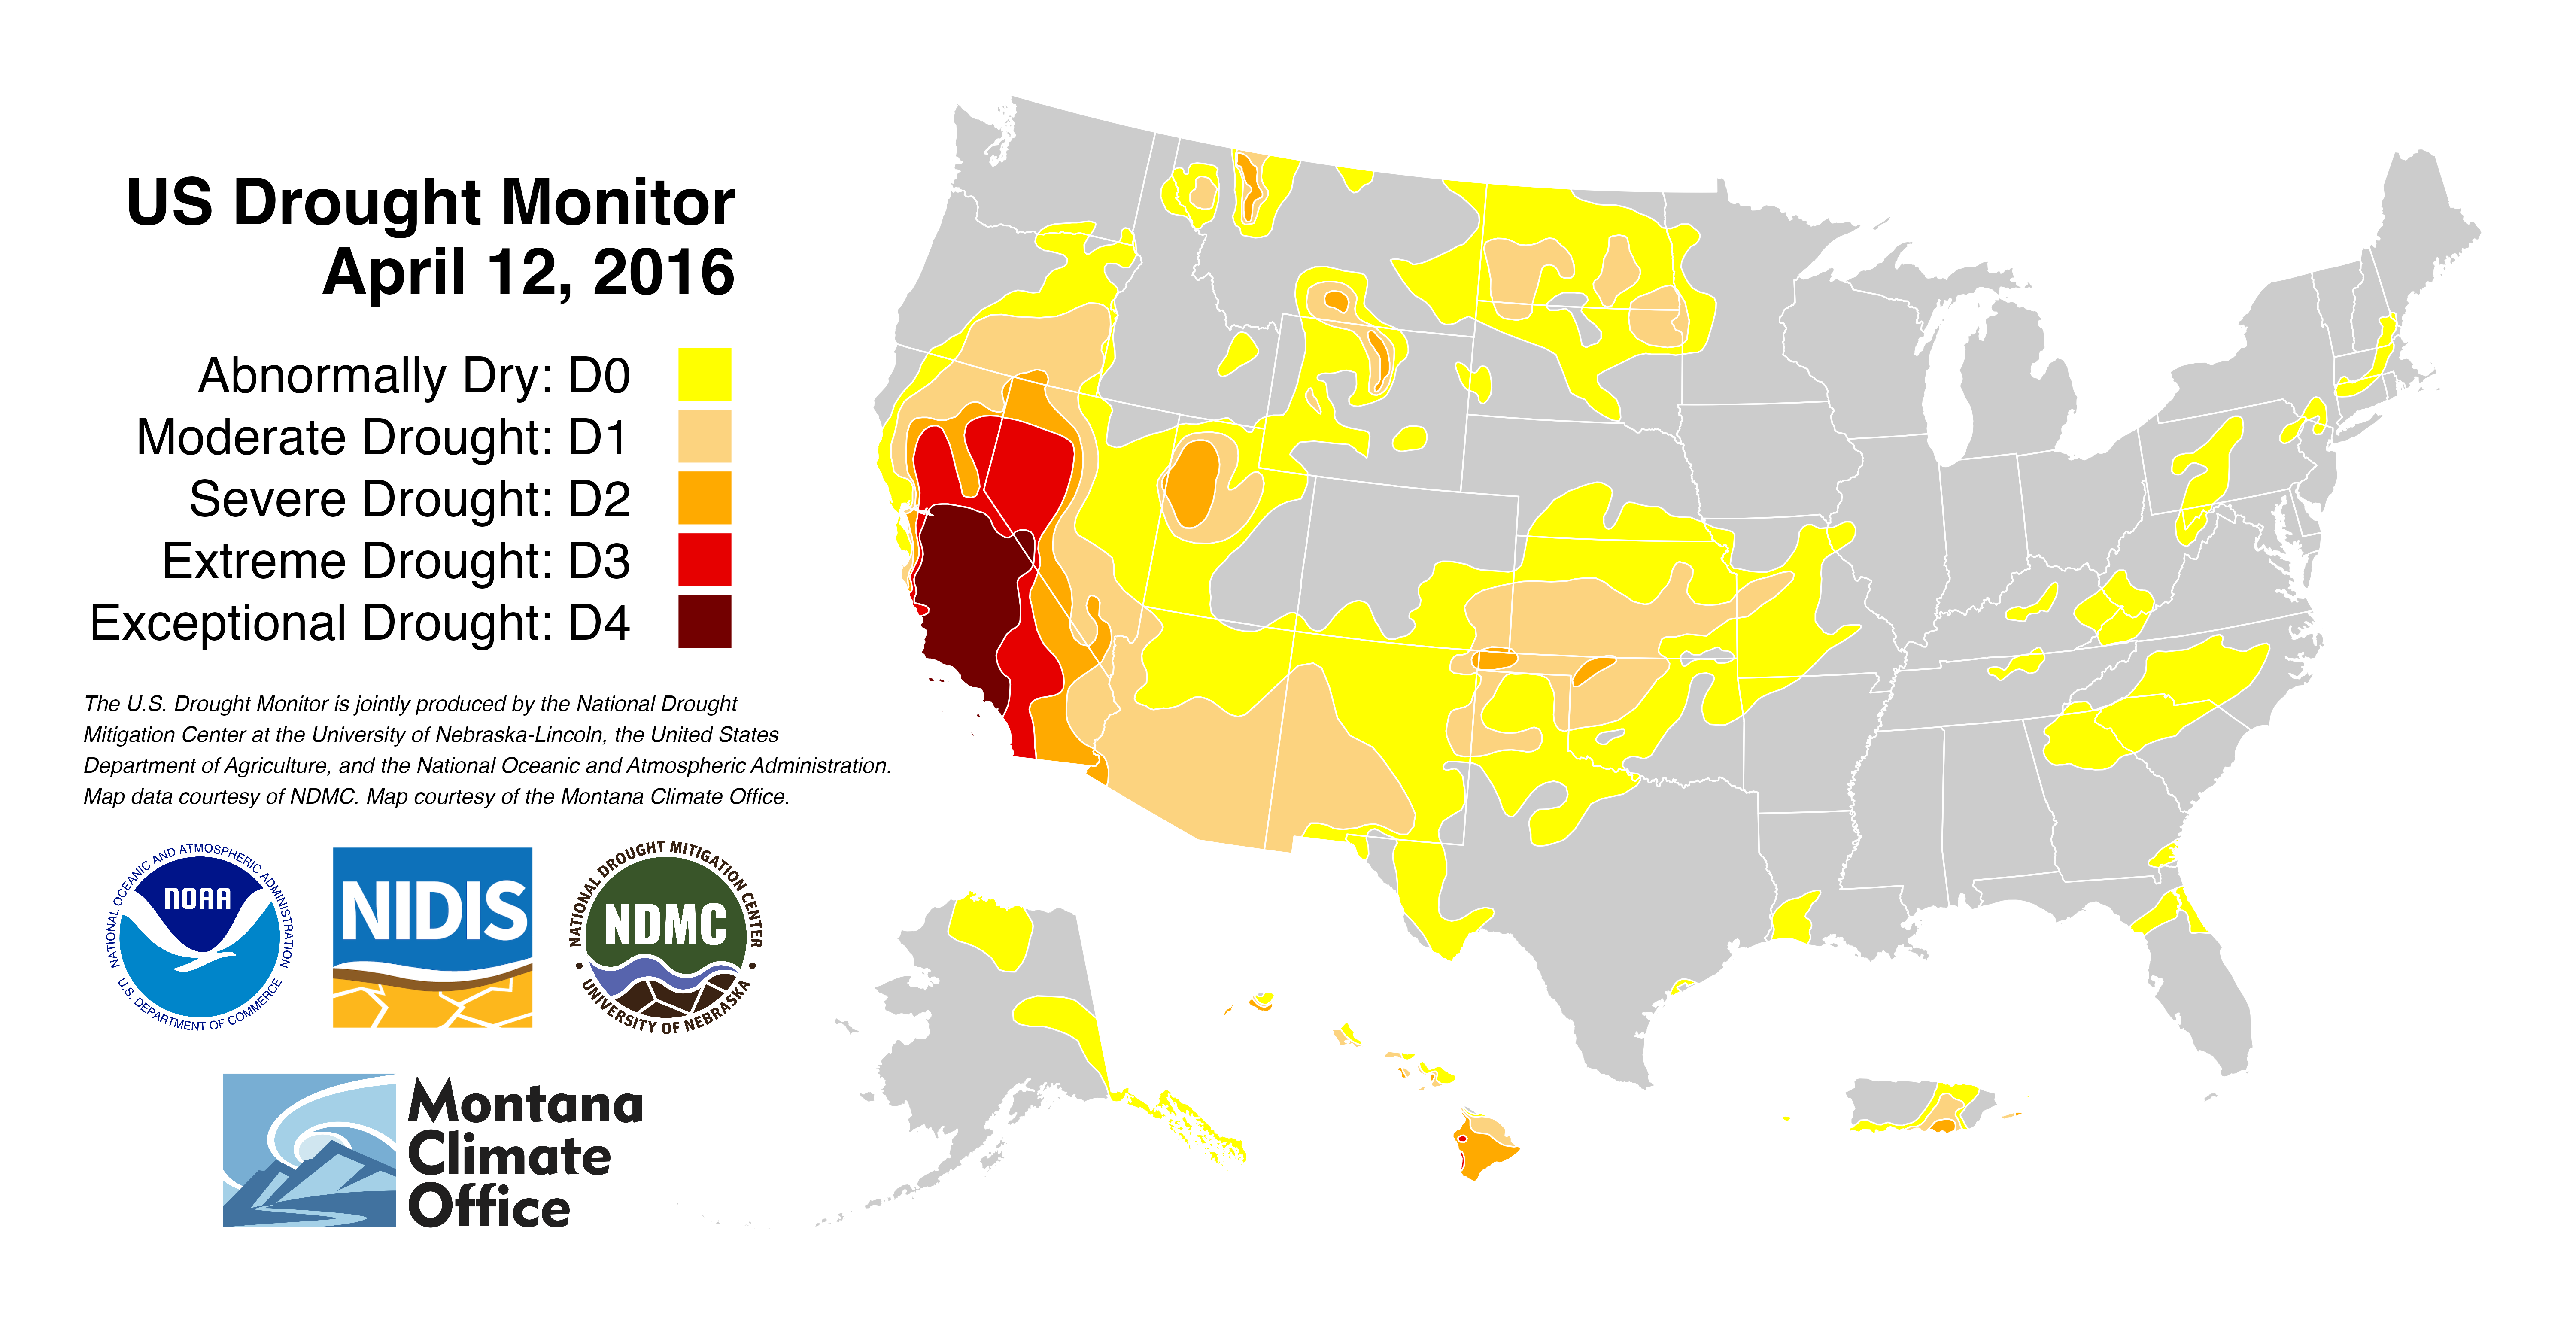 US Drought Monitor
April 12, 2016
Abnormally Dry: D0
Moderate Drought: D1
Severe Drought: D2
Extreme Drought: D3
Exceptional Drought: D4
The U.S. Drought Monitor is jointly produced by the National Drought
Mitigation Center at the University of Nebraska-Lincoln, the United States
Department of Agriculture, and the National Oceanic and Atmospheric Administration.
Map data courtesy of NDMC. Map courtesy of the Montana Climate Office.
NATIONAL OCEANIC AND ATMOSPHERIC ADMINISTRATION
NOAA
U.S. DEPARTMENT OF COMMERCE
NIDIS
NATIONAL DROUGHT MITIGATION CENTER
NDMC
UNIVERSITY OF NEBRASKA
Montana
Climate
Office